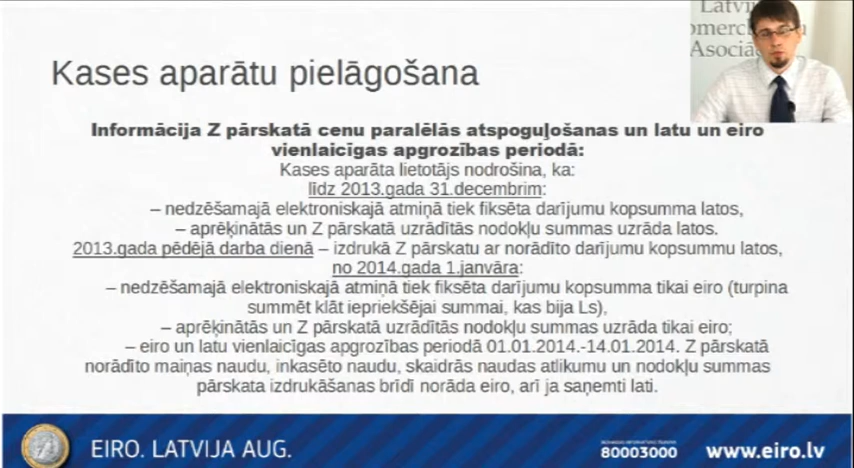 Latvi
omerci u
Asociā
Kases aparātu pielāgošana
Informācija Z pārskatā cenu paralēlās atspoguļošanas un latu un eiro
vienlaicīgas apgrozības periodā:
Kases aparāta lietotājs nodrošina, ka:
līdz 2013.gada 31.decembrim:
– nedzēšamajā elektroniskajā atmiņā tiek fiksēta darījumu kopsumma latos,
– aprēķinātās un Z pārskatā uzrādītās nodokļu summas uzrāda latos.
2013.gada pēdējā darba dienā – izdrukā Z pārskatu ar norādīto darījumu kopsummu latos,
no 2014.gada 1.janvāra:
– nedzēšamajā elektroniskajā atmiņā tiek fiksēta darījumu kopsumma tikai eiro (turpina
summēt klāt iepriekšējai summai, kas bija Ls),
– aprēķinātās un Z pārskatā uzrādītās nodokļu summas uzrāda tikai eiro;
– eiro un latu vienlaicīgas apgrozības periodā 01.01.2014.-14.01.2014. Z pārskatā
norādīto maiņas naudu, inkasēto naudu, skaidrās naudas atlikumu un nodokļu summas
pārskata izdrukāšanas brīdī norāda eiro, arī ja saņemti lati.
EIRO. LATVIJA AUG.
80003000
www.eiro.lv